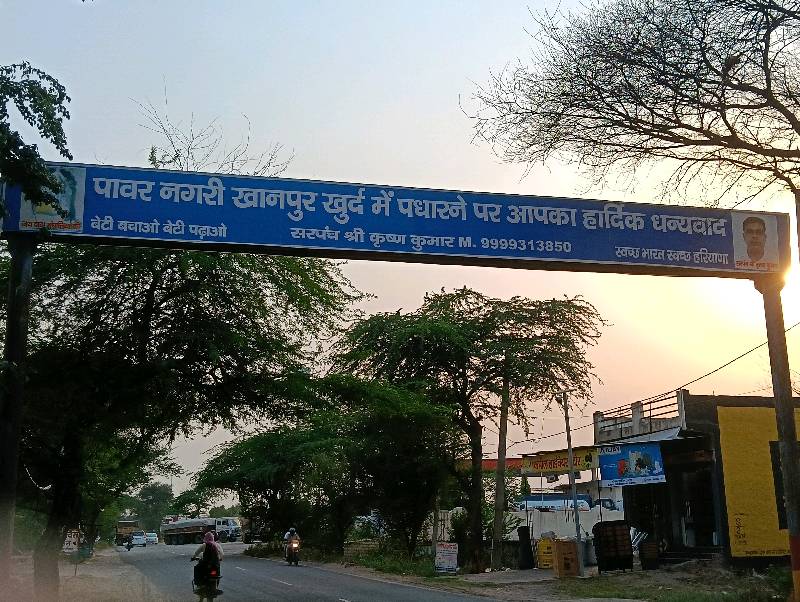 पावर नगरी खानपुर खुर्द में पधारने पर आपका हार्दिक धन्यवाद
बेटी बचाओ बेटी पढ़ाओ
सरपंच श्री कृष्ण कुमार M. 9999313850
स्वच्छ भारत स्वच्छ हरियाणा